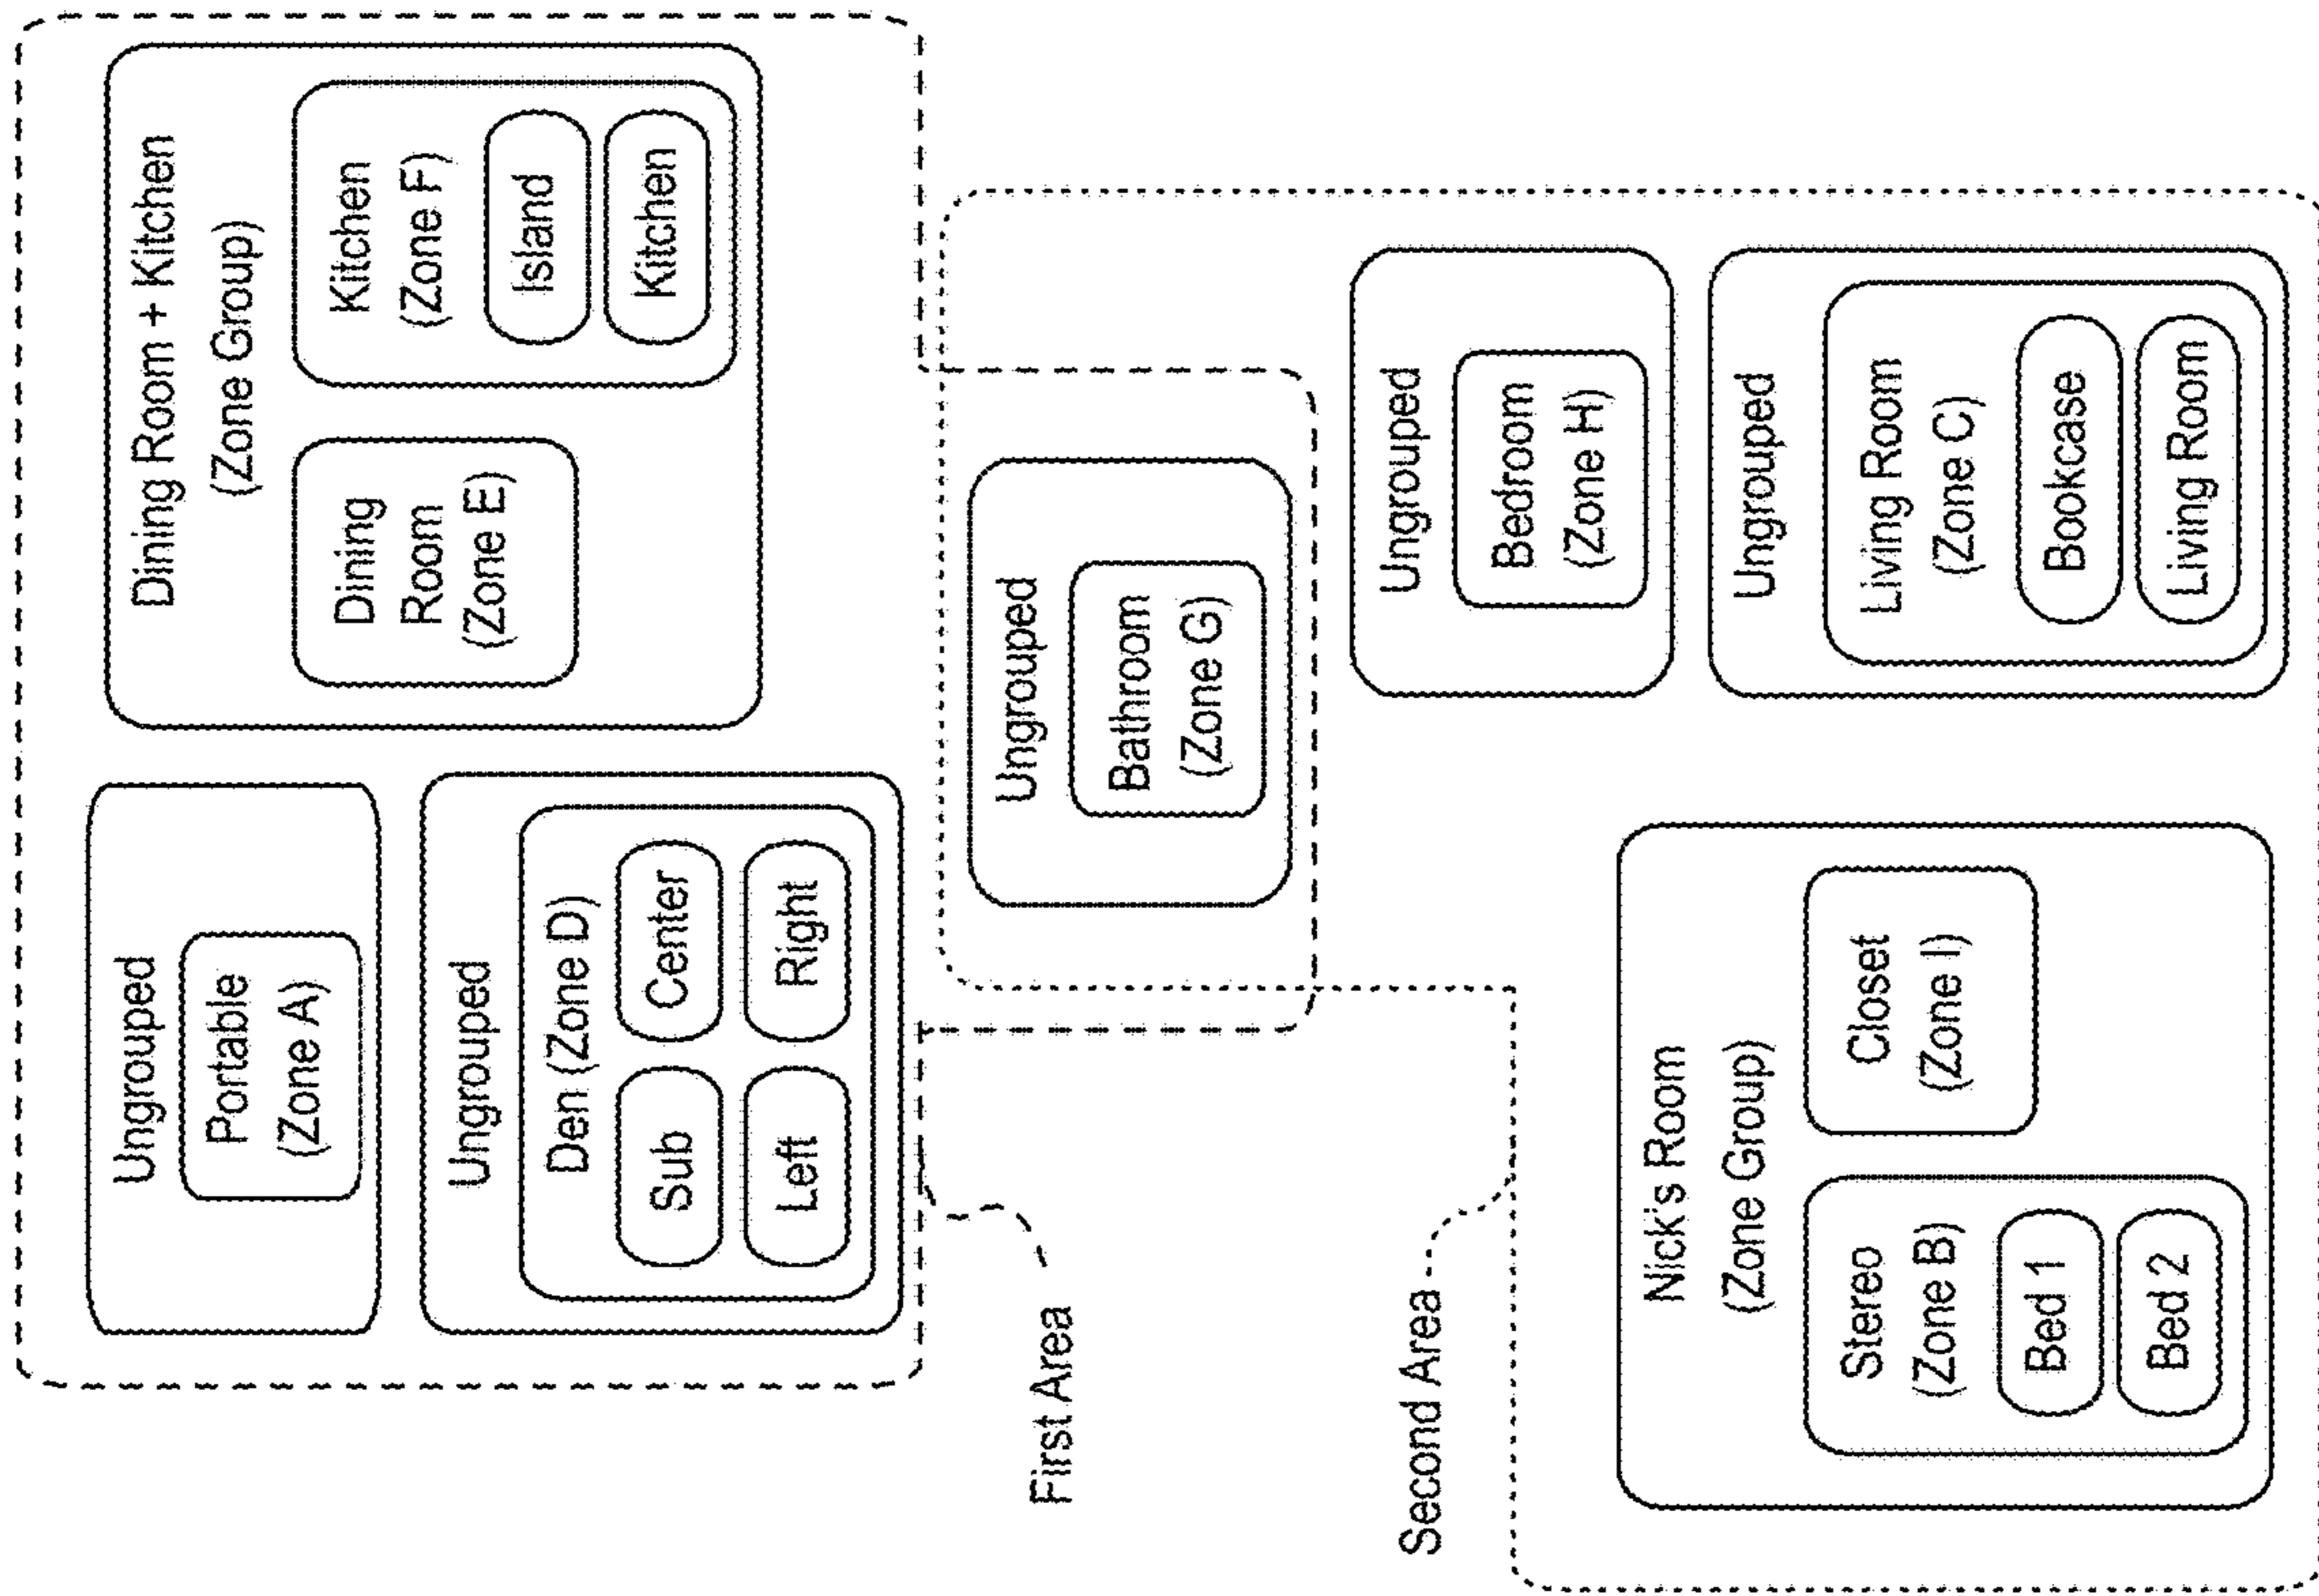 Ungrouped
Portable
(Zone A)
Ungrouped
Den (Zone D)
Sub
Center
Left
Right
Dining Room + Kitchen
(Zone Group)
Dining
Room
(Zone E)
Kitchen
(Zone F)
Island
Kitchen
First Area
Ungrouped
Bathroom
(Zone G)
Second Area
Ungrouped
Bedroom
(Zone H)
Nick's Room
(Zone Group)
Stereo
(Zone B)
Bed 1
Bed 2
Closet
(Zone I)
Ungrouped
Living Room
(Zone C)
Bookcase
Living Room